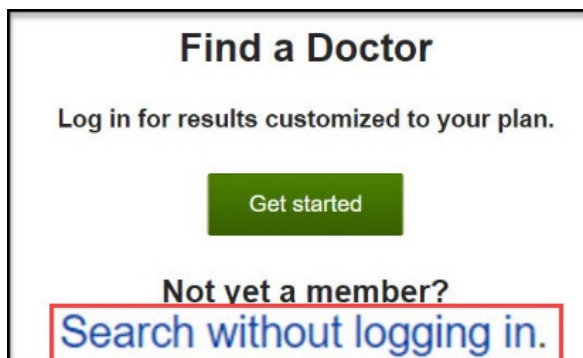 Find a Doctor
Log in for results customized to your plan.
Get started
Not yet a member?
Search without logging in.